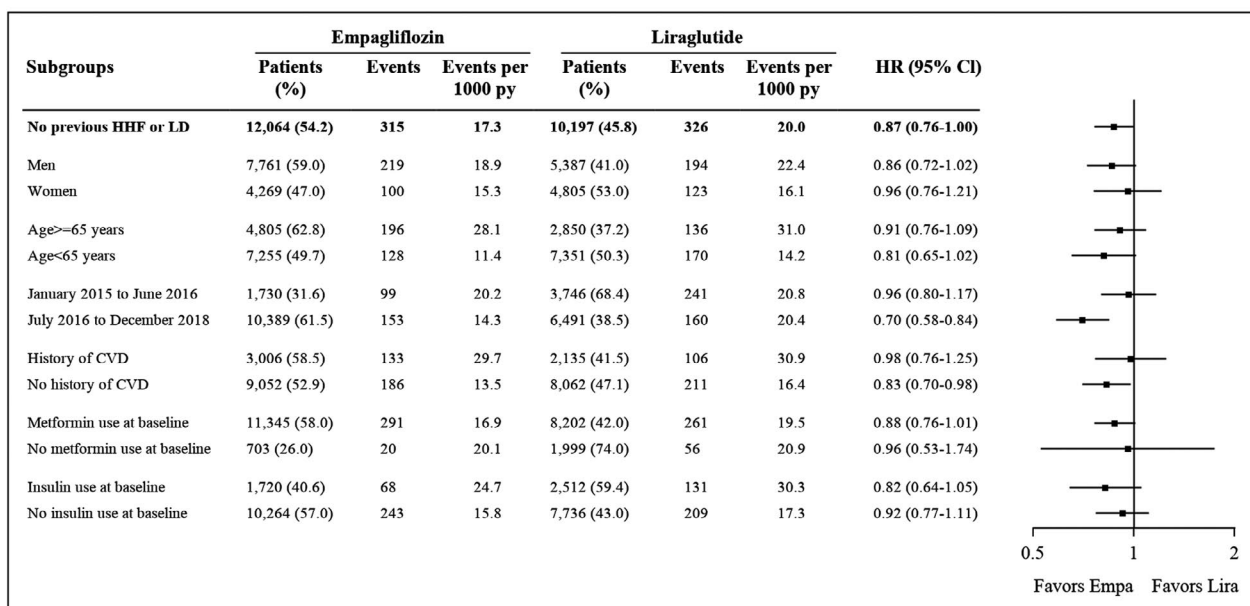 Empagliflozin Liraglutide
Subgroups Patients (%) Events Events per 1000 py Patients (%) Events Events per 1000 py HR (95% CI)
No previous HHF or LD 12,064 (54.2) 315 17.3 10,197 (45.8) 326 20.0 0.87 (0.76-1.00)
Men 7,761 (59.0) 219 18.9 5,387 (41.0) 194 22.4 0.86 (0.72-1.02)
Women 4,269 (47.0) 100 15.3 4,805 (53.0) 123 16.1 0.96 (0.76-1.21)
Age>=65 years 4,805 (62.8) 196 28.1 2,850 (37.2) 136 31.0 0.91 (0.76-1.09)
Age<65 years 7,255 (49.7) 128 11.4 7,351 (50.3) 170 14.2 0.81 (0.65-1.02)
January 2015 to June 2016 1,730 (31.6) 99 20.2 3,746 (68.4) 241 20.8 0.96 (0.80-1.17)
July 2016 to December 2018 10,389 (61.5) 153 14.3 6,491 (38.5) 160 20.4 0.70 (0.58-0.84)
History of CVD 3,006 (58.5) 133 29.7 2,135 (41.5) 106 30.9 0.98 (0.76-1.25)
No history of CVD 9,052 (52.9) 186 13.5 8,062 (47.1) 211 16.4 0.83 (0.70-0.98)
Metformin use at baseline 11,345 (58.0) 291 16.9 8,202 (42.0) 261 19.5 0.88 (0.76-1.01)
No metformin use at baseline 703 (26.0) 20 20.1 1,999 (74.0) 56 20.9 0.96 (0.53-1.74)
Insulin use at baseline 1,720 (40.6) 68 24.7 2,512 (59.4) 131 30.3 0.82 (0.64-1.05)
No insulin use at baseline 10,264 (57.0) 243 15.8 7,736 (43.0) 209 17.3 0.92 (0.77-1.11)
0.5 1 2
Favors Empa Favors Lira